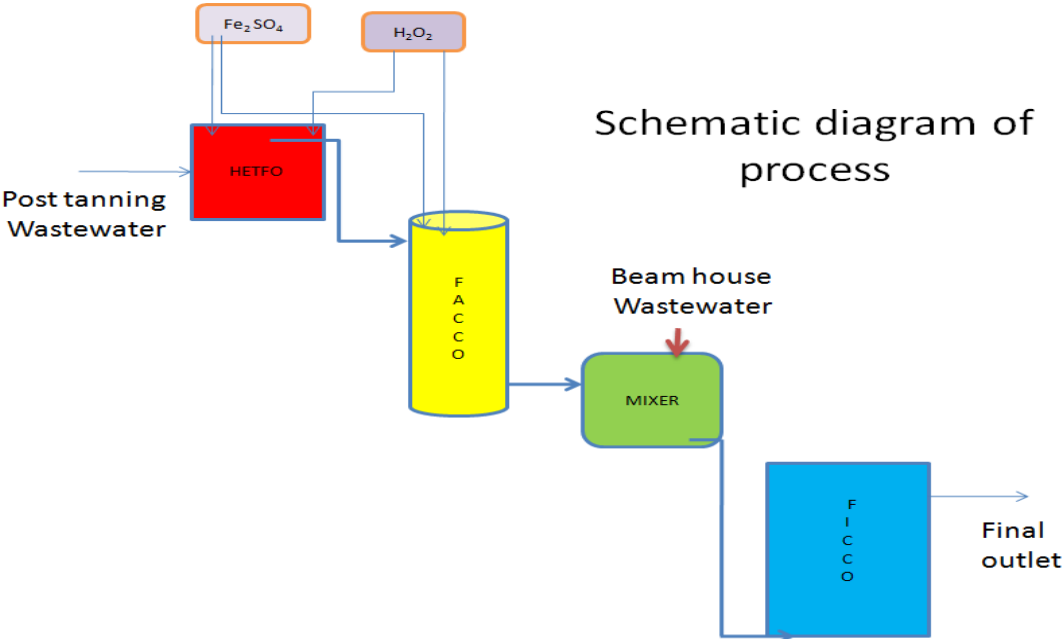 Fe₂SO₄
H₂O₂
Schematic diagram of
process
HETFO
Post tanning
Wastewater
F
A
C
C
O
Beam house
Wastewater
MIXER
F
I
C
C
O
Final
outlet